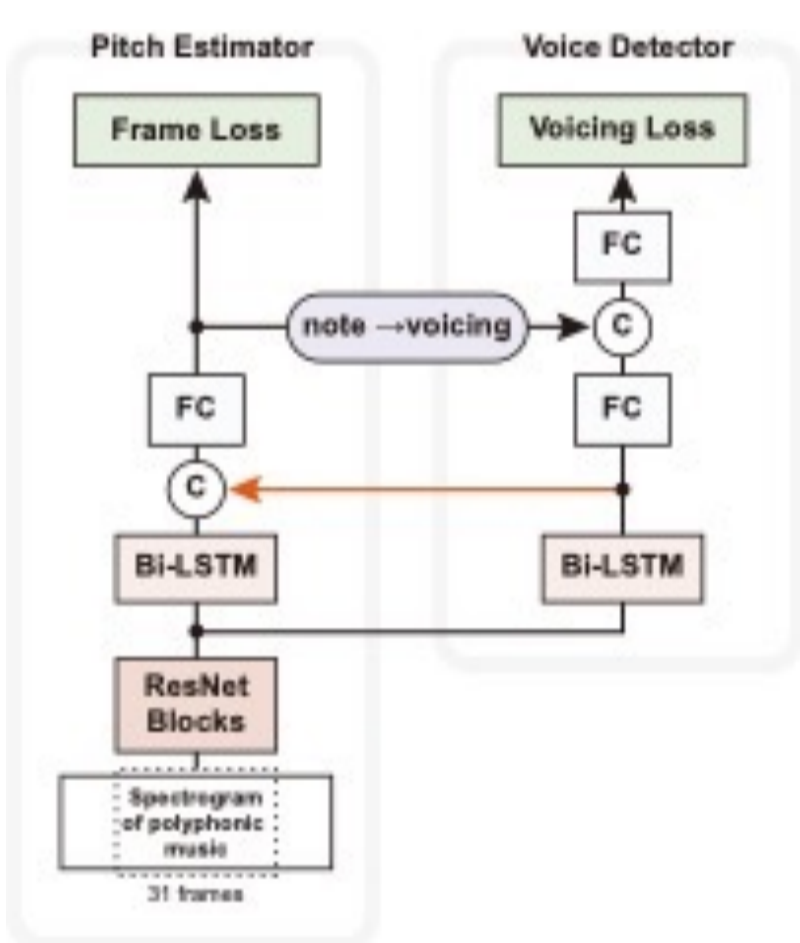 Pitch Estimator
Voice Detector
Frame Loss
Voicing Loss
FC
note →voicing
C
FC
FC
C
Bi-LSTM
Bi-LSTM
ResNet
Blocks
Spectrogram
of polyphonic
music
31 frames